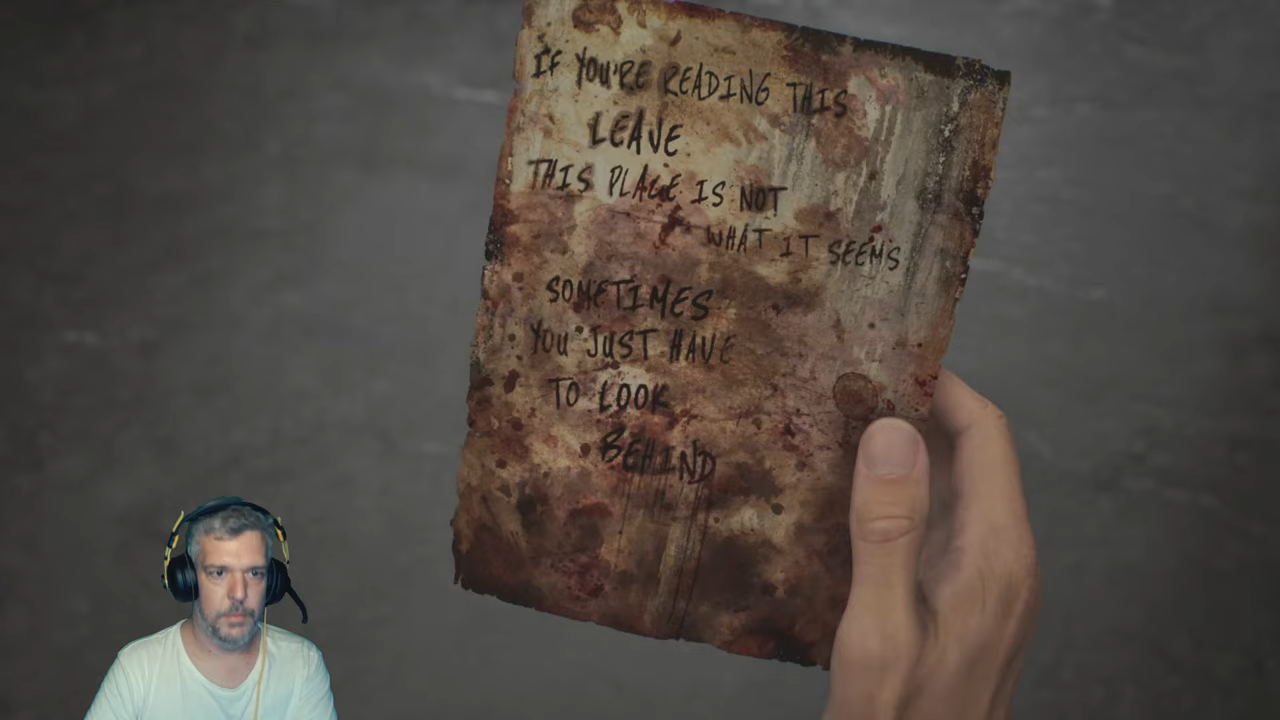 IF YOU'RE READING THIS
LEAVE
THIS PLACE IS NOT
WHAT IT SEEMS
SOMETIMES
YOU JUST HAVE
TO LOOK
BEHIND